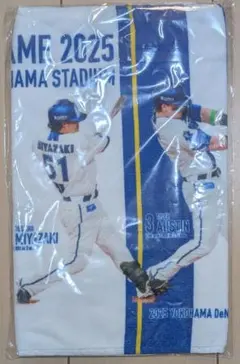 AME 2025
HAMA STADIUM
MIYAZAKI
51
MIYAZAKI
3 AUSTIN
2025 YOKOHAMA DeN